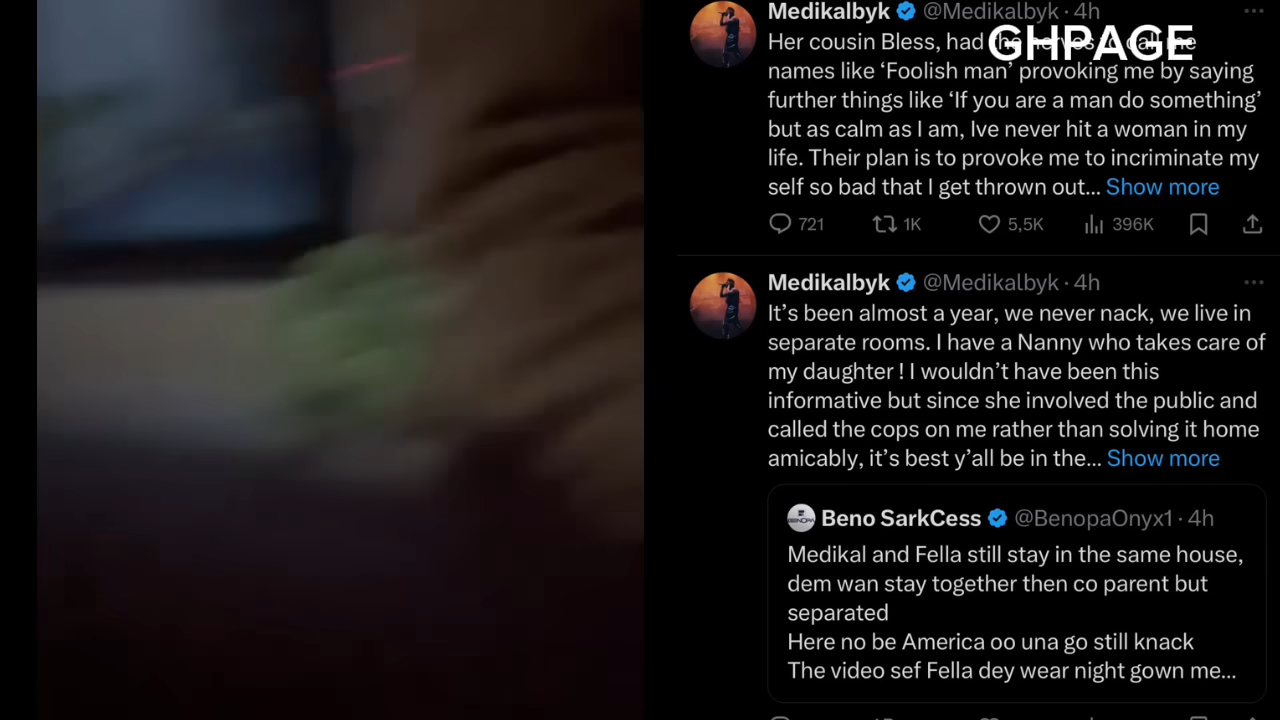 Medikalbyk @Medikalbyk · 4h
GHPAGE
Her cousin Bless, had the nerves to call me
names like ‘Foolish man’ provoking me by saying
further things like ‘If you are a man do something’
but as calm as I am, Ive never hit a woman in my
life. Their plan is to provoke me to incriminate my
self so bad that I get thrown out... Show more
721 1K 5,5K 396K
Medikalbyk @Medikalbyk · 4h
It’s been almost a year, we never nack, we live in
separate rooms. I have a Nanny who takes care of
my daughter ! I wouldn’t have been this
informative but since she involved the public and
called the cops on me rather than solving it home
amicably, it’s best y’all be in the... Show more
Beno SarkCess @BenopaOnyx1 · 4h
Medikal and Fella still stay in the same house,
dem wan stay together then co parent but
separated
Here no be America oo una go still knack
The video sef Fella dey wear night gown me...